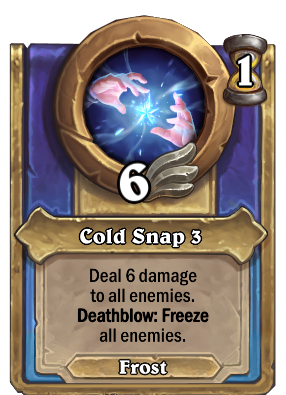 1
6
Cold Snap 3
Deal 6 damage
to all enemies.
Deathblow: Freeze
all enemies.
Frost